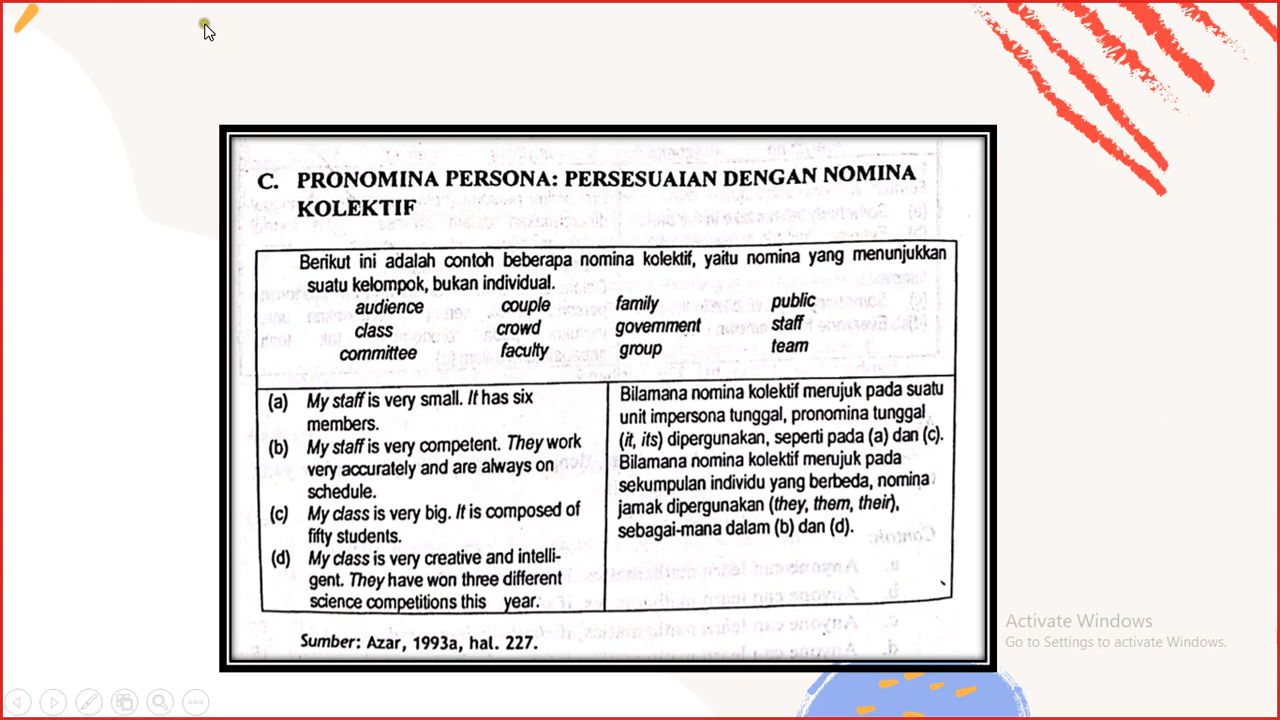 C. PRONOMINA PERSONA: PERSESUAIAN DENGAN NOMINA
KOLEKTIF
Berikut ini adalah contoh beberapa nomina kolektif, yaitu nomina yang menunjukkan
suatu kelompok, bukan individual.
audience couple family public
class crowd government staff
committee faculty group team
(a) My staff is very small. It has six
members.
(b) My staff is very competent. They work
very accurately and are always on
schedule.
(c) My class is very big. It is composed of
fifty students.
(d) My class is very creative and intelli-
gent. They have won three different
science competitions this year.
Bilamana nomina kolektif merujuk pada suatu
unit impersona tunggal, pronomina tunggal
(it, its) dipergunakan, seperti pada (a) dan (c).
Bilamana nomina kolektif merujuk pada
sekumpulan individu yang berbeda, nomina
jamak dipergunakan (they, them, their),
sebagai-mana dalam (b) dan (d).
Sumber: Azar, 1993a, hal. 227.
Activate Windows
Go to Settings to activate Windows.